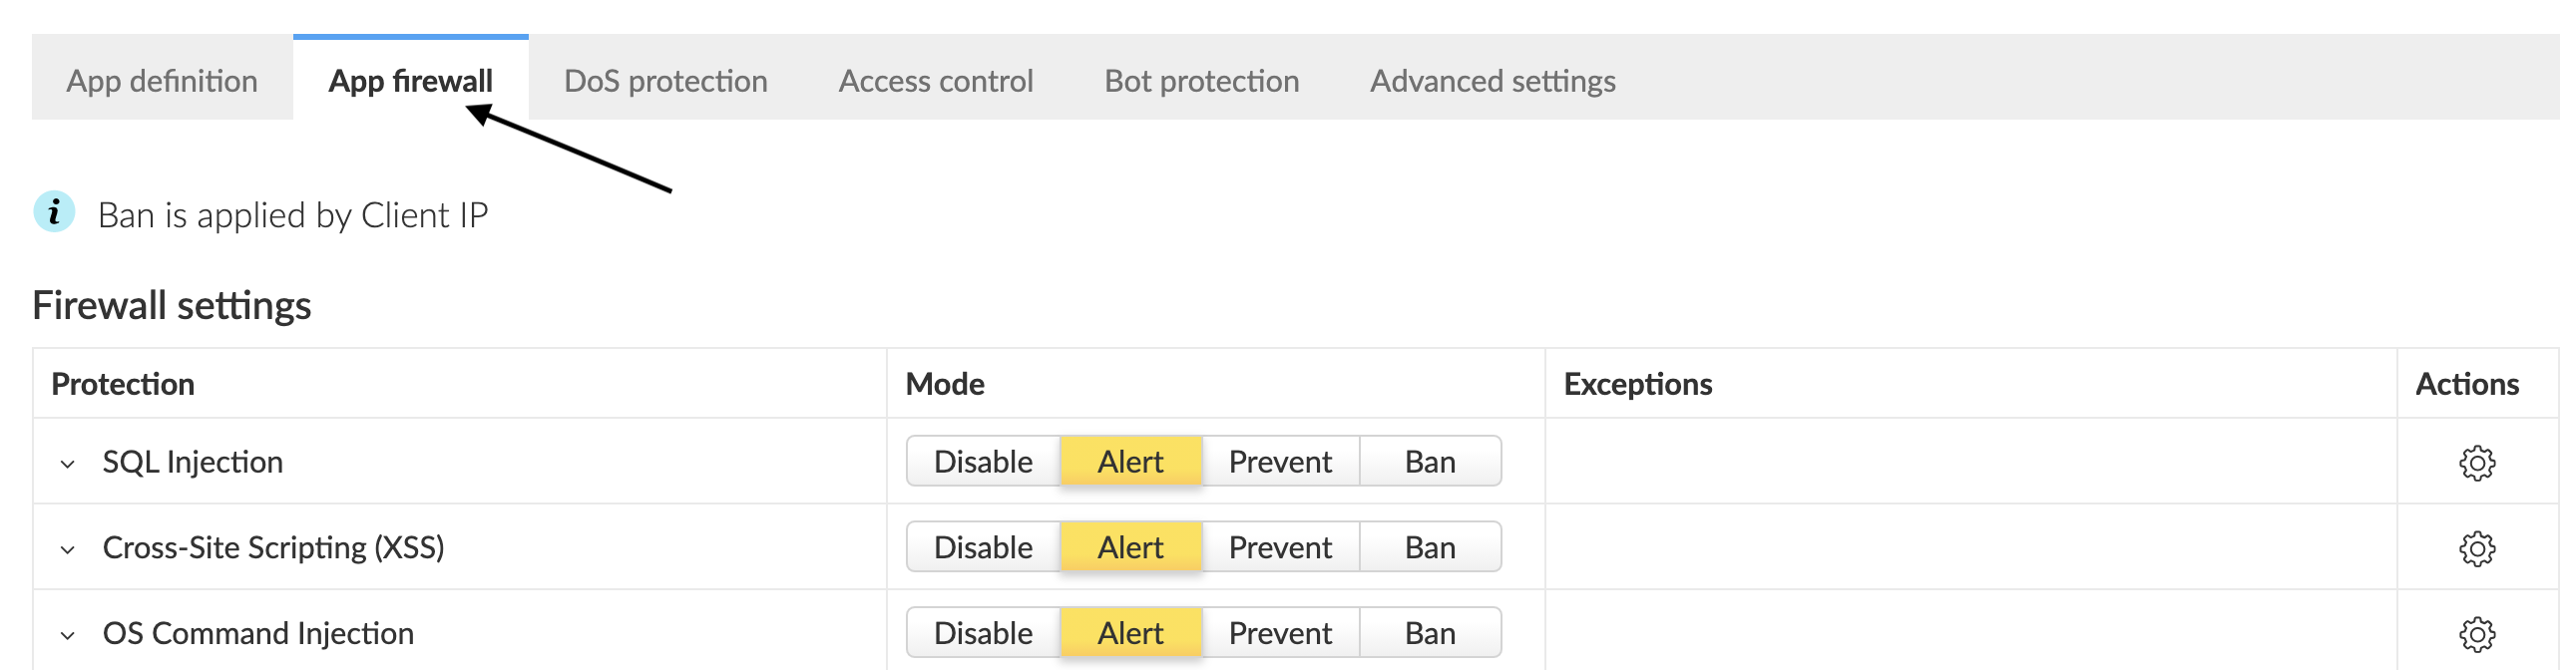 App definition App firewall DoS protection Access control Bot protection Advanced settings
i Ban is applied by Client IP
Firewall settings
Protection Mode Exceptions Actions
SQL Injection Disable Alert Prevent Ban
Cross-Site Scripting (XSS) Disable Alert Prevent Ban
OS Command Injection Disable Alert Prevent Ban